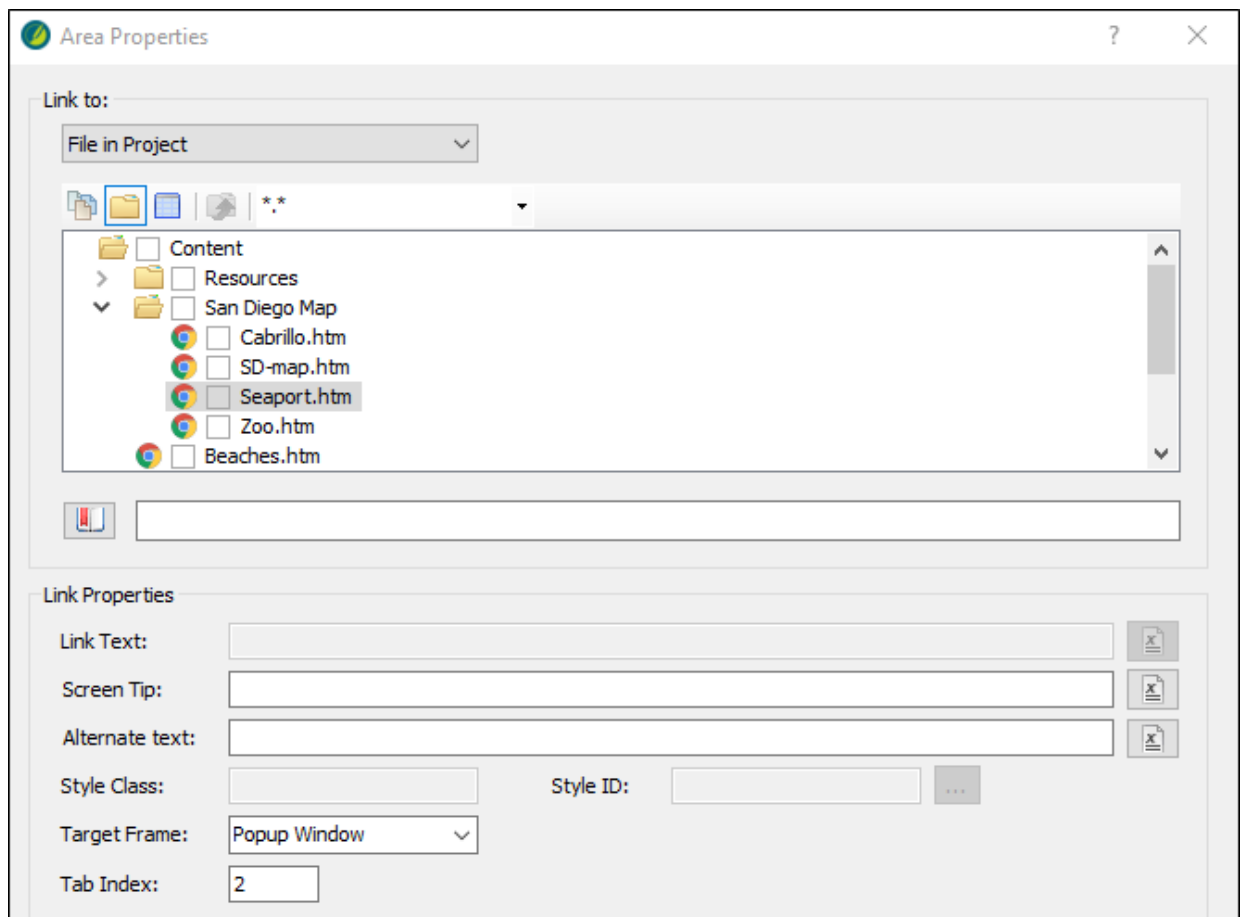 Area Properties ?
Link to:
File in Project
*.*
Content
Resources
San Diego Map
Cabrillo.htm
SD-map.htm
Seaport.htm
Zoo.htm
Beaches.htm
Link Properties
Link Text:
Screen Tip:
Alternate text:
Style Class: Style ID: ...
Target Frame: Popup Window
Tab Index: 2